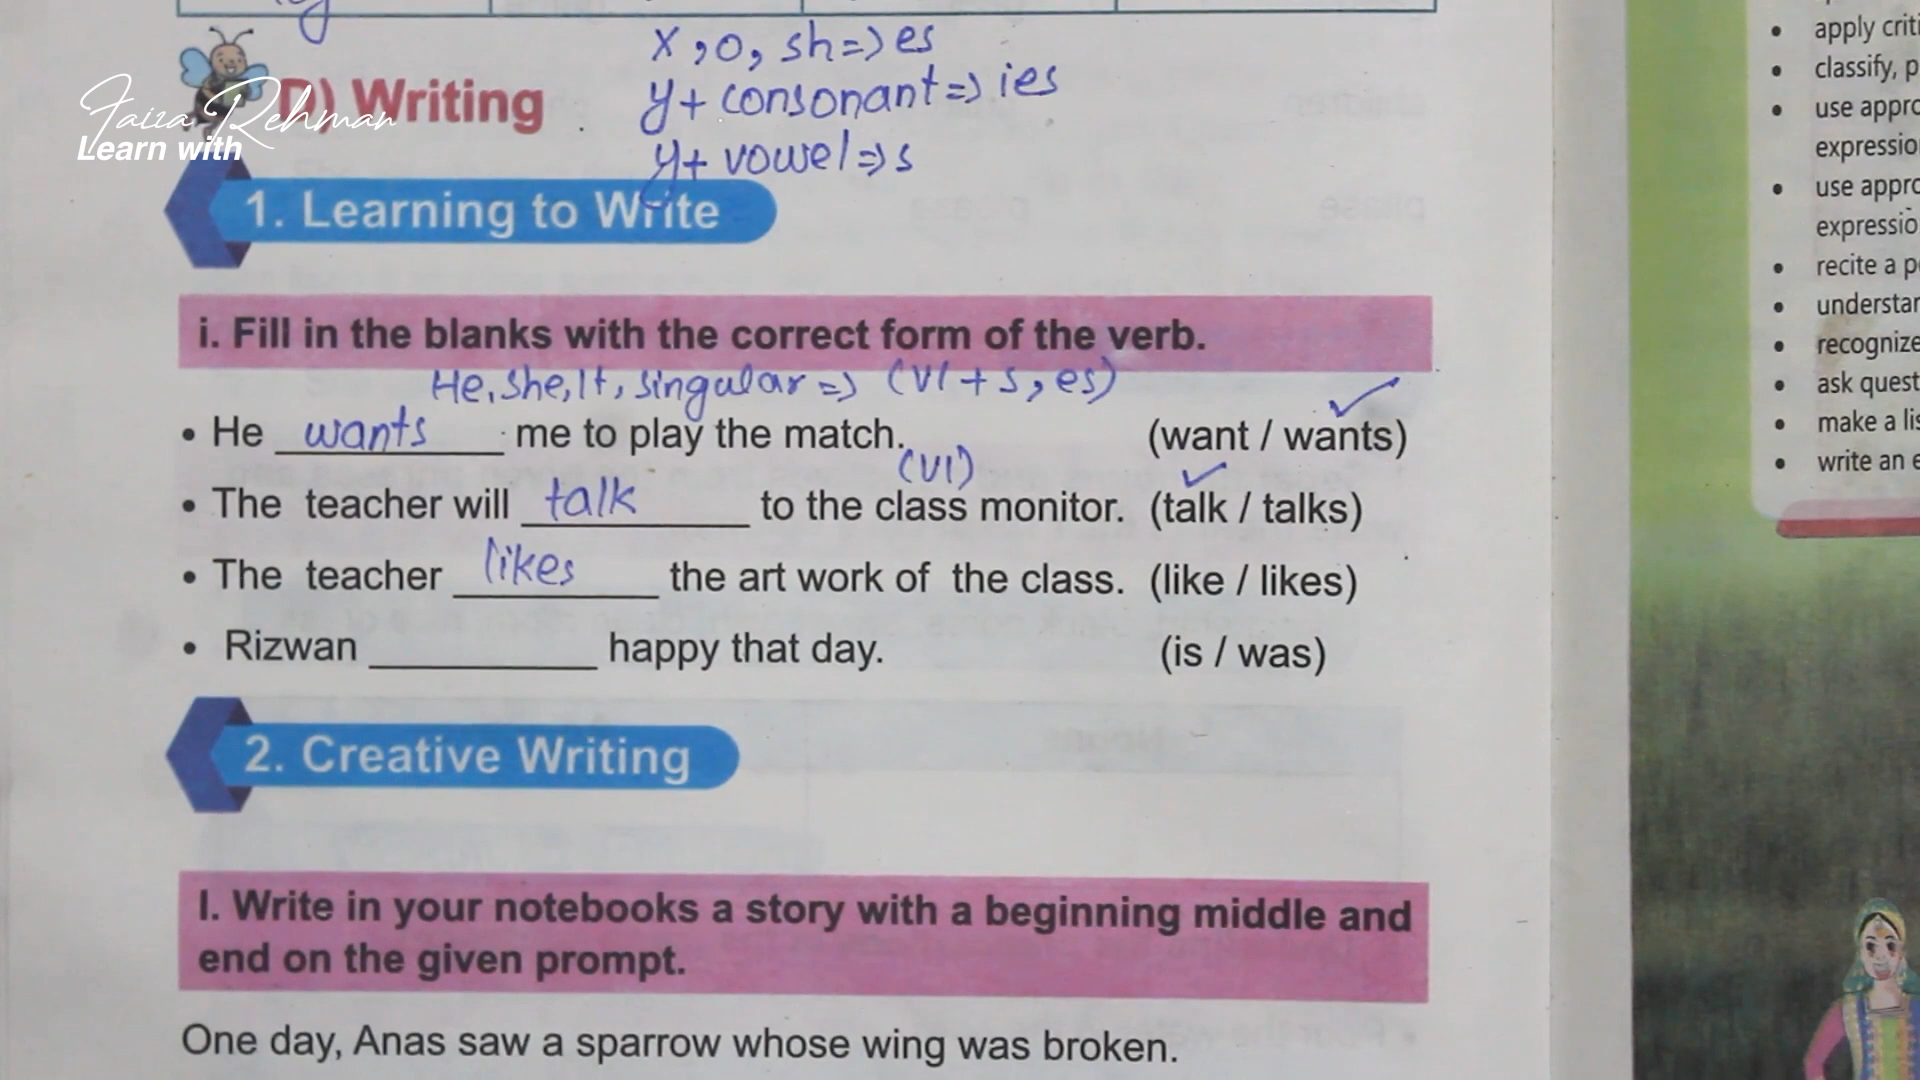 x, o, sh => es
D) Writing
y + consonant => ies
Faiza Rehman
Learn with
y + vowel => s
1. Learning to Write
i. Fill in the blanks with the correct form of the verb.
He, she, It, singular => (V1 + s, es)
• He wants me to play the match. (want / wants)
(V1)
• The teacher will talk to the class monitor. (talk / talks)
• The teacher likes the art work of the class. (like / likes)
• Rizwan __________ happy that day. (is / was)
2. Creative Writing
I. Write in your notebooks a story with a beginning middle and
end on the given prompt.
One day, Anas saw a sparrow whose wing was broken.
• apply criti
• classify, p
• use appro
expressio
• use appro
expressio
• recite a p
• understan
• recognize
• ask quest
• make a lis
• write an e